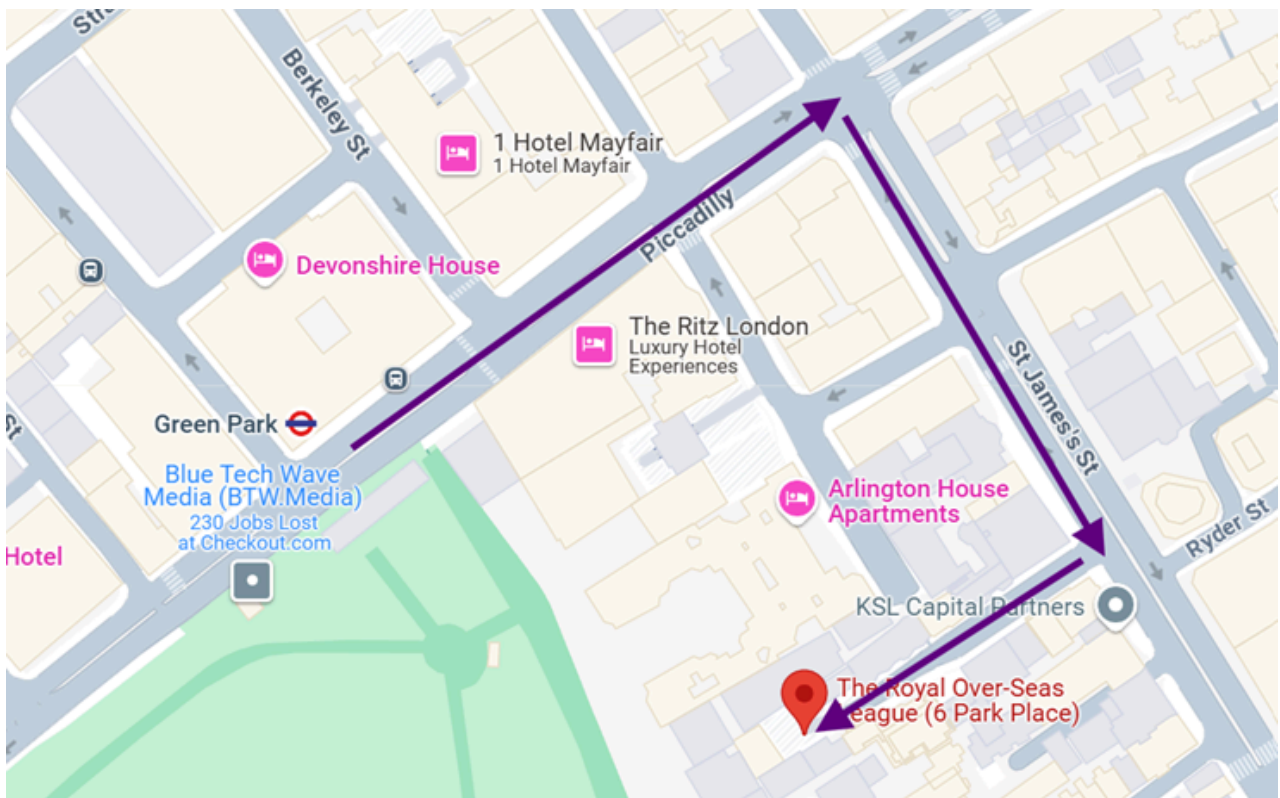 Berkeley St
1 Hotel Mayfair
1 Hotel Mayfair
Piccadilly
Devonshire House
The Ritz London
Luxury Hotel
Experiences
St James's St
Green Park
St
Blue Tech Wave
Media (BTW.Media)
230 Jobs Lost
at Checkout.com
Arlington House
Apartments
Hotel
Ryder St
KSL Capital Partners
The Royal Over-Seas
League (6 Park Place)